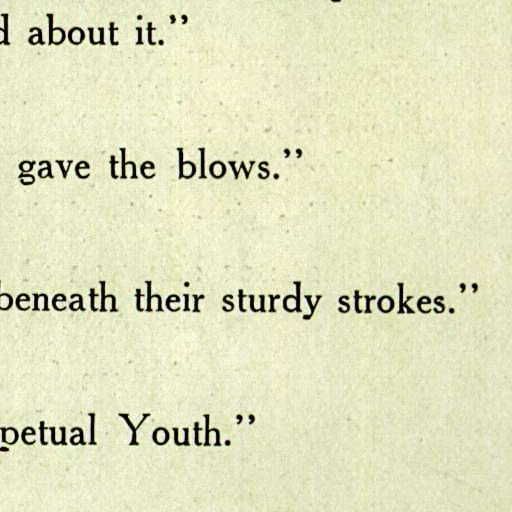 d about it.”
gave the blows.”
beneath their sturdy strokes.”
petual Youth.”